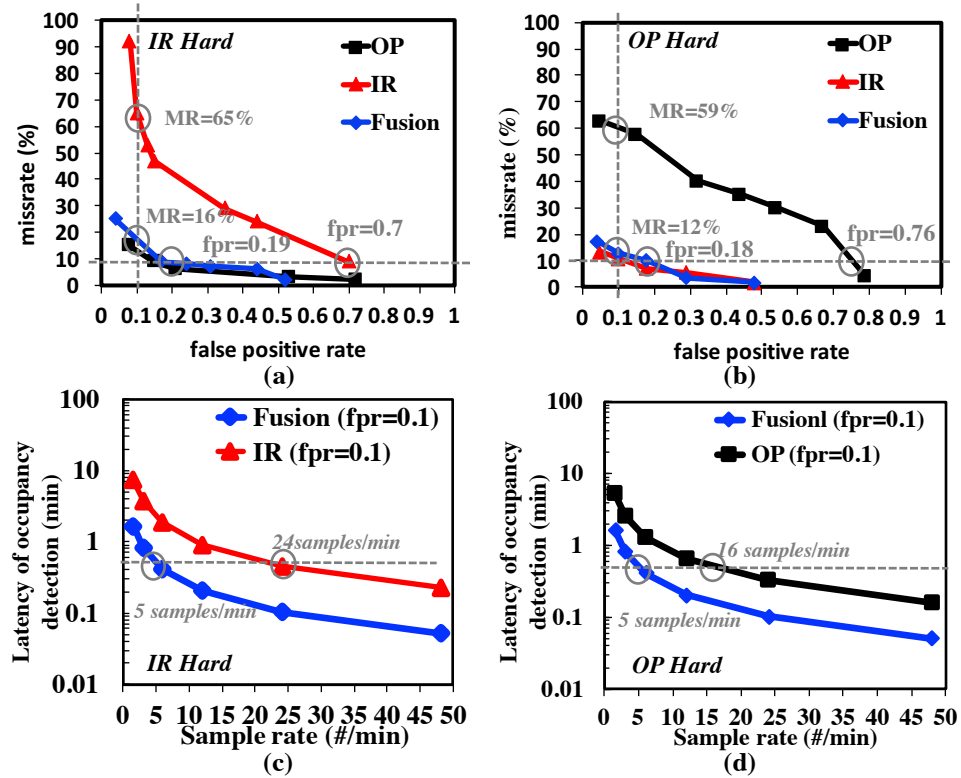 IR Hard
OP
IR
Fusion
MR=65%
MR=16%
fpr=0.19
fpr=0.7
missrate (%)
100
90
80
70
60
50
40
30
20
10
0
0 0.1 0.2 0.3 0.4 0.5 0.6 0.7 0.8 0.9 1
false positive rate
(a)
OP Hard
OP
IR
Fusion
MR=59%
MR=12%
fpr=0.18
fpr=0.76
missrate (%)
100
90
80
70
60
50
40
30
20
10
0
0 0.1 0.2 0.3 0.4 0.5 0.6 0.7 0.8 0.9 1
false positive rate
(b)
Fusion (fpr=0.1)
IR (fpr=0.1)
24samples/min
5 samples/min
IR Hard
Latency of occupancy
detection (min)
100
10
1
0.1
0.01
0 5 10 15 20 25 30 35 40 45 50
Sample rate (#/min)
(c)
Fusionl (fpr=0.1)
OP (fpr=0.1)
16 samples/min
5 samples/min
OP Hard
Latency of occupancy
detection (min)
100
10
1
0.1
0.01
0 5 10 15 20 25 30 35 40 45 50
Sample rate (#/min)
(d)